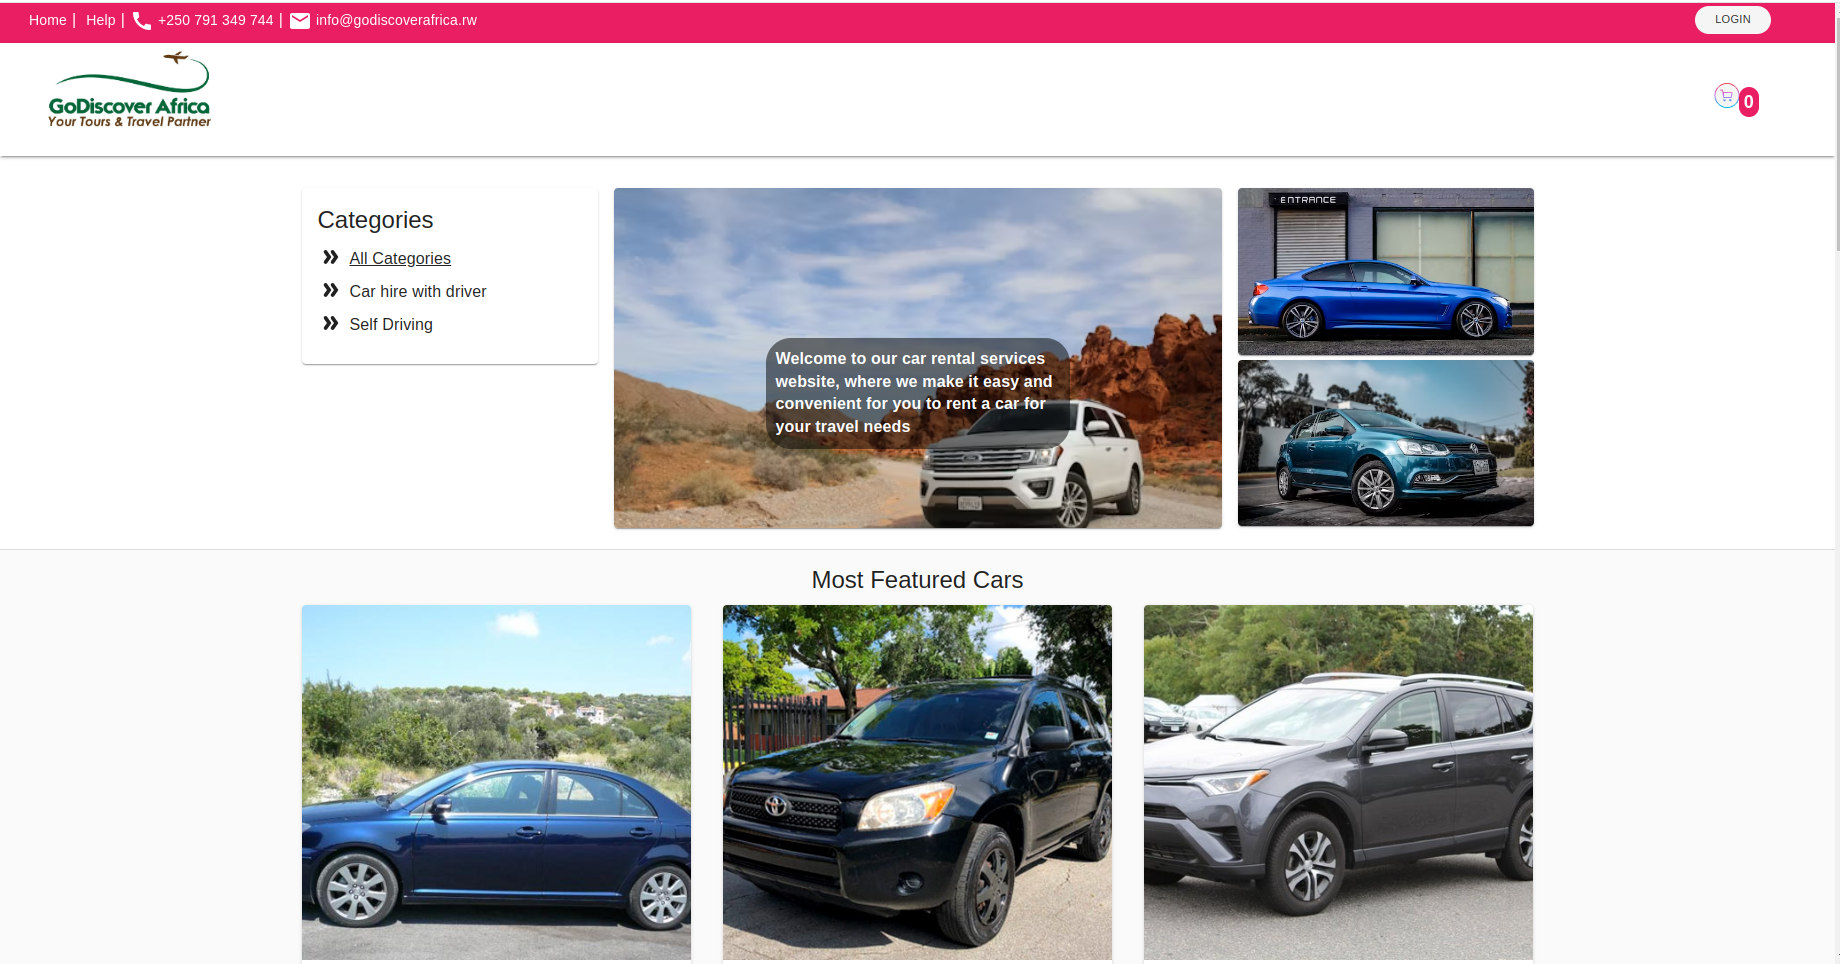 Home | Help | +250 791 349 744 | info@godiscoverafrica.rw
LOGIN
GoDiscover Africa
Your Tours & Travel Partner
0
Categories
All Categories
Car hire with driver
Self Driving
Welcome to our car rental services
website, where we make it easy and
convenient for you to rent a car for
your travel needs
ENTRANCE
Most Featured Cars